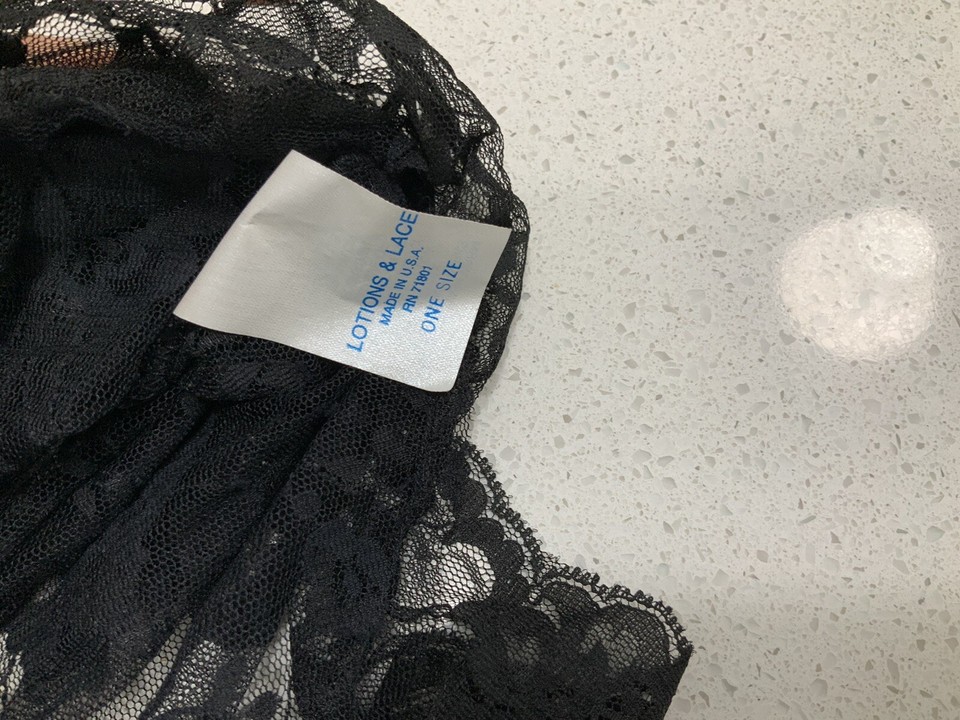 LOTIONS & LACE
MADE IN U.S.A.
RN 71801
ONE SIZE